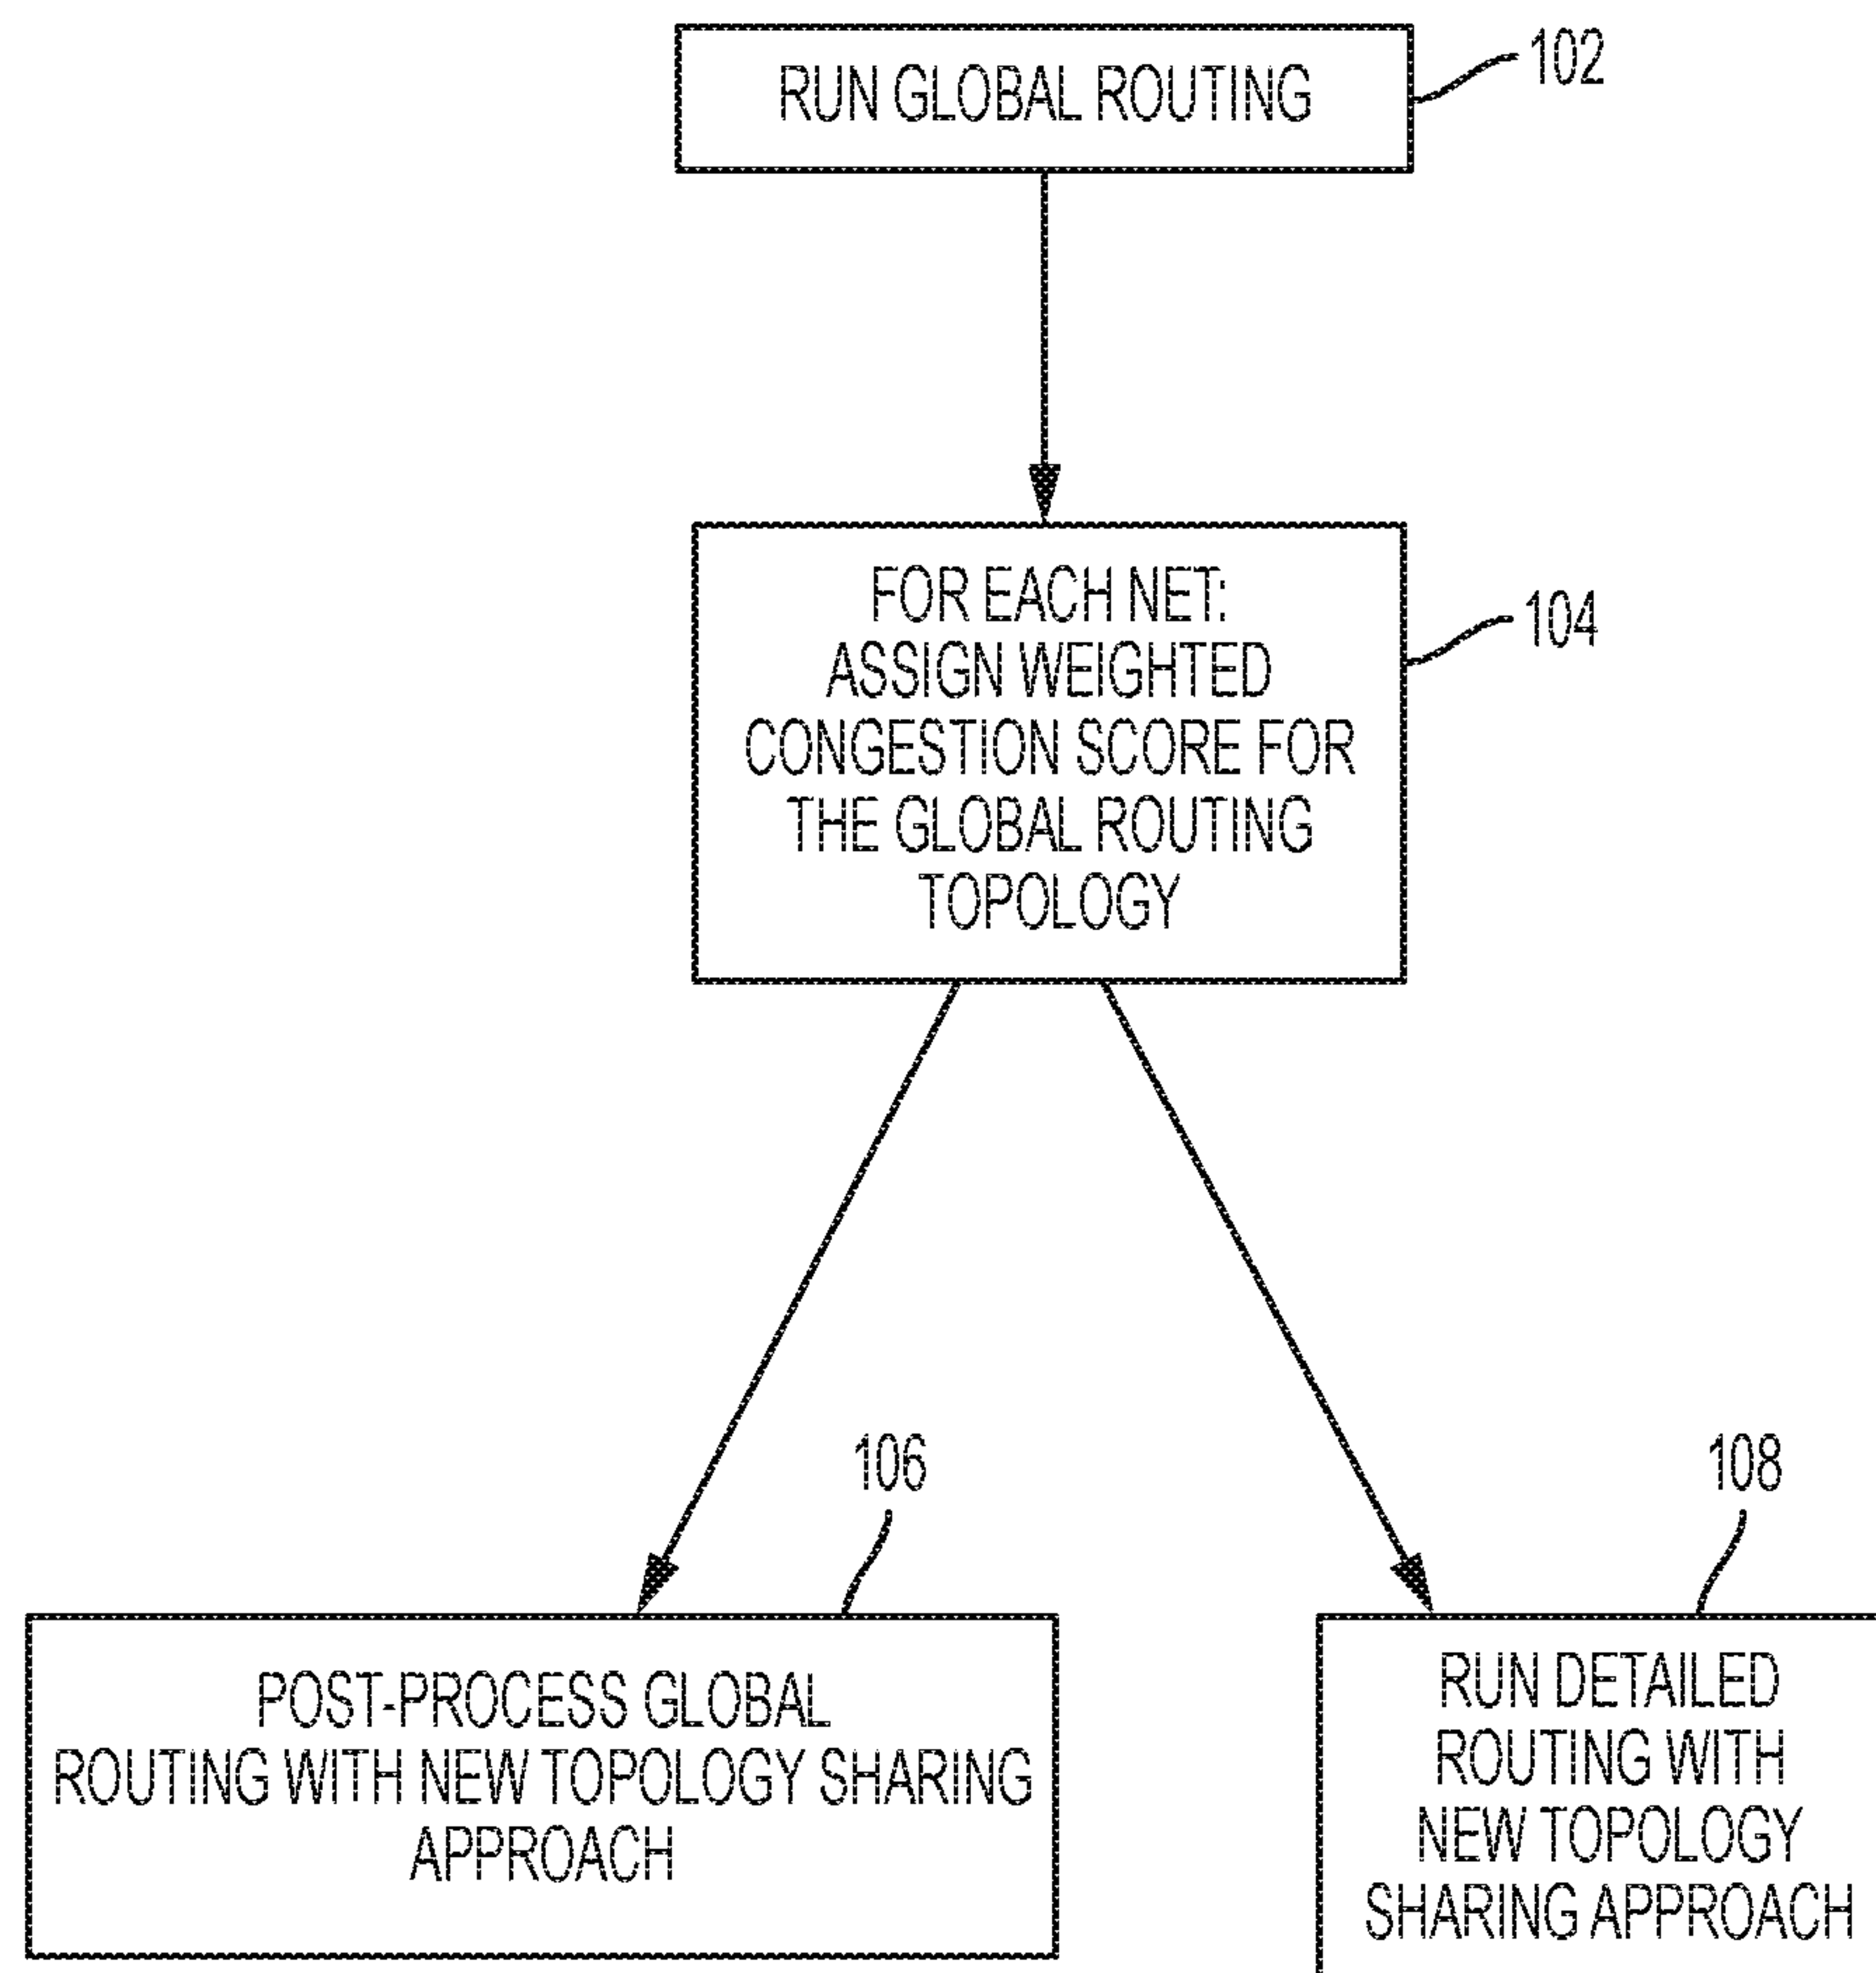 RUN GLOBAL ROUTING
102
FOR EACH NET:
ASSIGN WEIGHTED
CONGESTION SCORE FOR
THE GLOBAL ROUTING
TOPOLOGY
104
106
108
POST-PROCESS GLOBAL
ROUTING WITH NEW TOPOLOGY SHARING
APPROACH
RUN DETAILED
ROUTING WITH
NEW TOPOLOGY
SHARING APPROACH